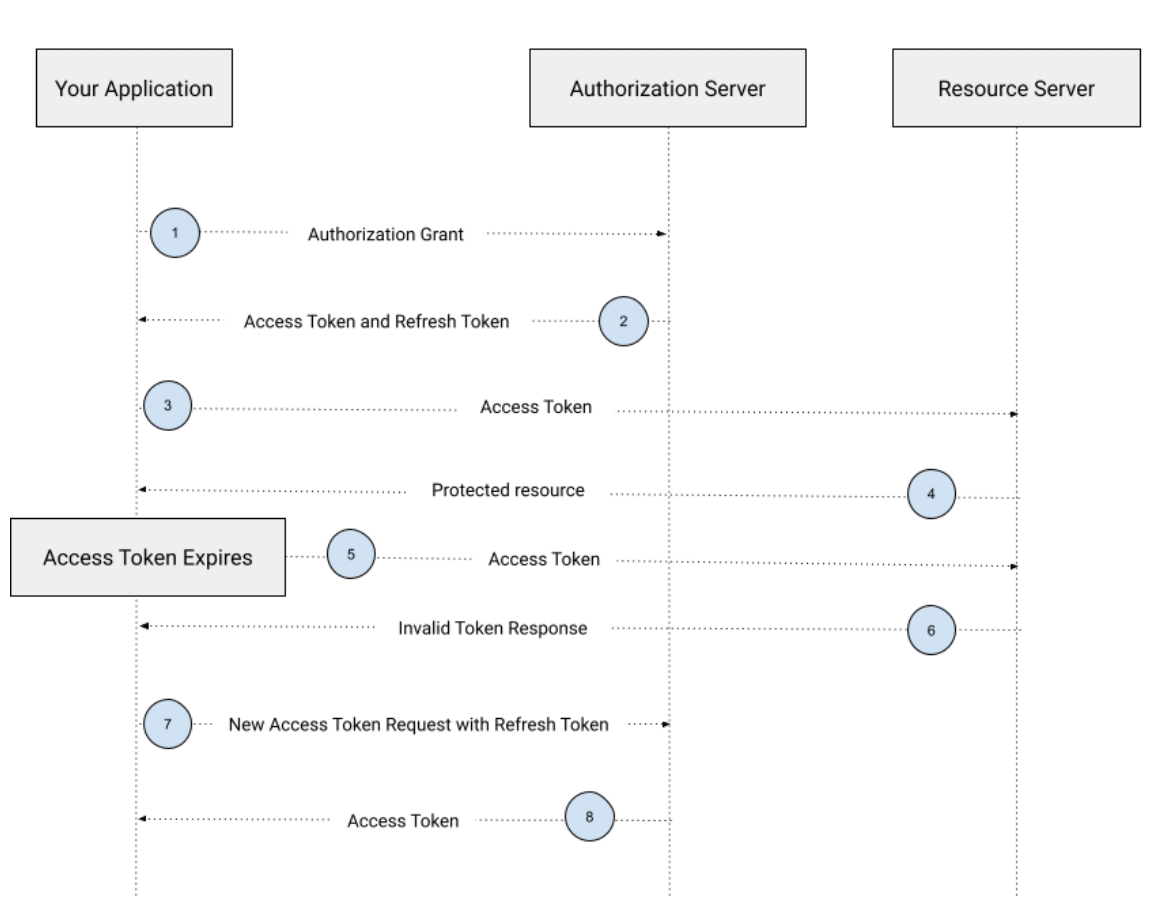 Your Application
Authorization Server
Resource Server
1
Authorization Grant
Access Token and Refresh Token
2
3
Access Token
Protected resource
4
Access Token Expires
5
Access Token
Invalid Token Response
6
7
New Access Token Request with Refresh Token
Access Token
8